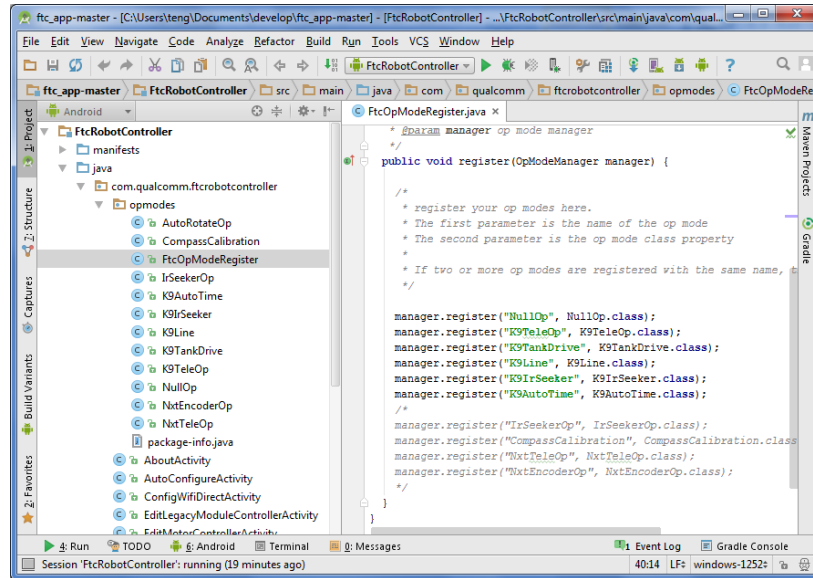 ftc_app-master - [C:\Users\teng\Documents\develop\ftc_app-master] - [FtcRobotController] - ...\FtcRobotController\src\main\java\com\qual...
File Edit View Navigate Code Analyze Refactor Build Run Tools VCS Window Help
FtcRobotController
ftc_app-master FtcRobotController src main java com qualcomm ftcrobotcontroller opmodes FtcOpModeRe
1: Project
7: Structure
Captures
Build Variants
2: Favorites
Android
FtcRobotController
manifests
java
com.qualcomm.ftcrobotcontroller
opmodes
AutoRotateOp
CompassCalibration
FtcOpModeRegister
IrSeekerOp
K9AutoTime
K9IrSeeker
K9Line
K9TankDrive
K9TeleOp
NullOp
NxtEncoderOp
NxtTeleOp
package-info.java
AboutActivity
AutoConfigureActivity
ConfigWifiDirectActivity
EditLegacyModuleControllerActivity
EditMotorControllerActivity
FtcOpModeRegister.java ×
* @param manager op mode manager
*/
public void register(OpModeManager manager) {
/*
* register your op modes here.
* The first parameter is the name of the op mode
* The second parameter is the op mode class property
*
* If two or more op modes are registered with the same name, t
*/
manager.register("NullOp", NullOp.class);
manager.register("K9TeleOp", K9TeleOp.class);
manager.register("K9TankDrive", K9TankDrive.class);
manager.register("K9Line", K9Line.class);
manager.register("K9IrSeeker", K9IrSeeker.class);
manager.register("K9AutoTime", K9AutoTime.class);
/*
manager.register("IrSeekerOp", IrSeekerOp.class);
manager.register("CompassCalibration", CompassCalibration.class
manager.register("NxtTeleOp", NxtTeleOp.class);
manager.register("NxtEncoderOp", NxtEncoderOp.class);
*/
}
}
Maven Projects
Gradle
4: Run TODO 6: Android Terminal 0: Messages 1 Event Log Gradle Console
Session 'FtcRobotController': running (19 minutes ago) 40:14 LF÷ windows-1252÷